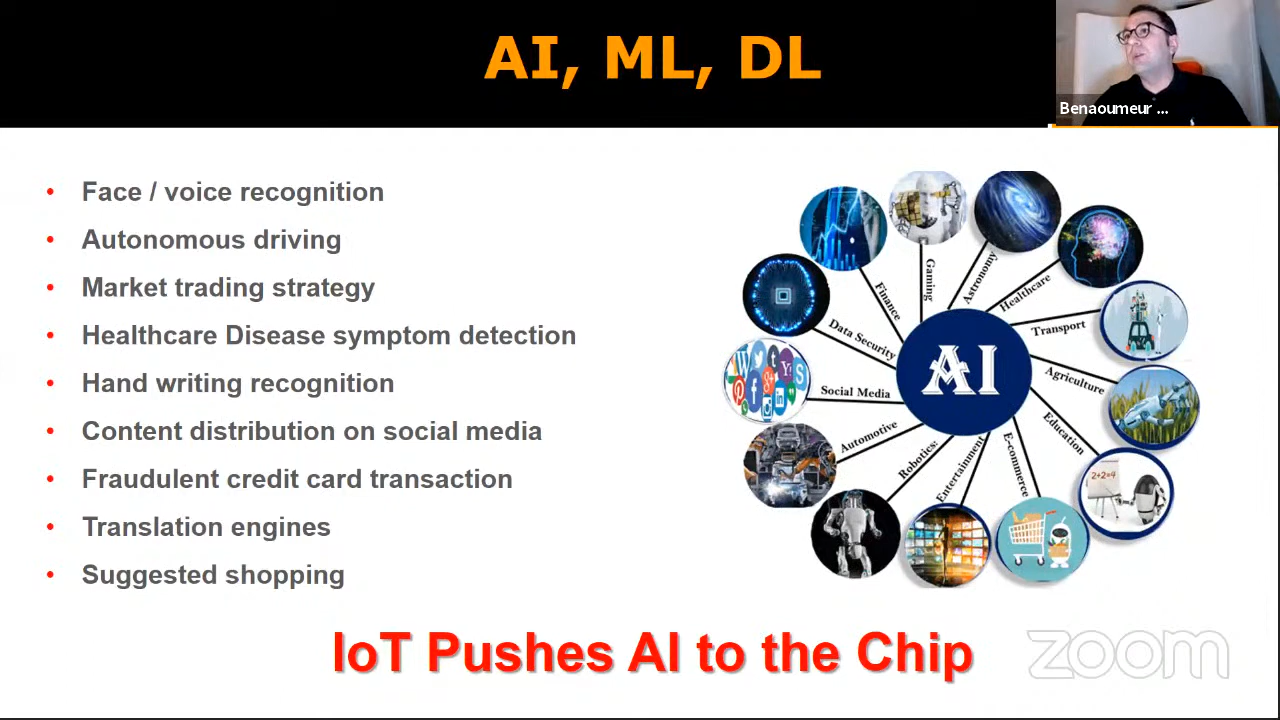 AI, ML, DL
Benaoumeur ...
• Face / voice recognition
• Autonomous driving
• Market trading strategy
• Healthcare Disease symptom detection
• Hand writing recognition
• Content distribution on social media
• Fraudulent credit card transaction
• Translation engines
• Suggested shopping
Finance
Gaming
Astronomy
Healthcare
Transport
Agriculture
Education
E-commerce
Entertainment
Robotics:
Automotive
Social Media
Data Security
AI
2+2=4
IoT Pushes AI to the Chip
zoom